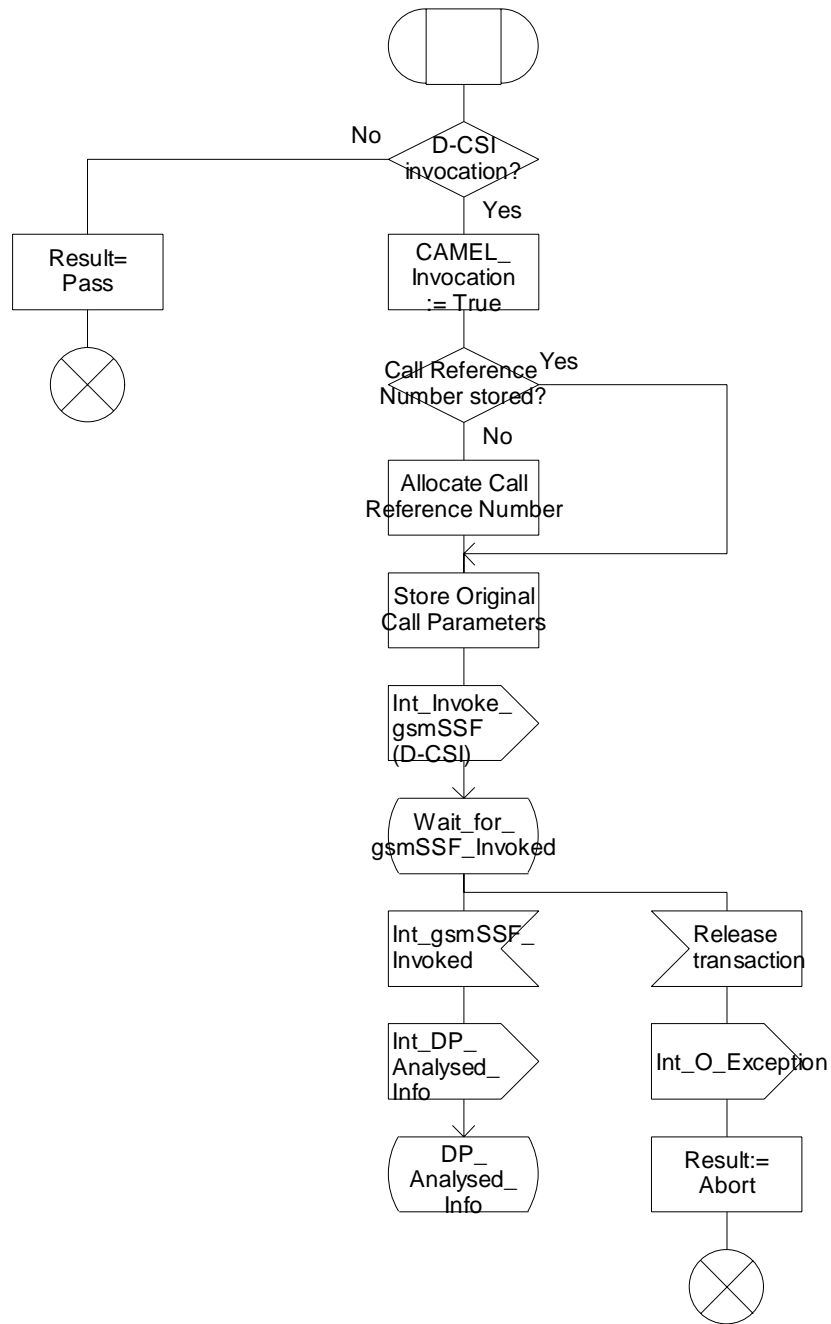 D-CSI
invocation?
No
Yes
Result=
Pass
CAMEL_
Invocation
:= True
Call Reference
Number stored?
Yes
No
Allocate Call
Reference Number
Store Original
Call Parameters
Int_Invoke_
gsmSSF
(D-CSI)
Wait_for_
gsmSSF_Invoked
Int_gsmSSF_
Invoked
Release
transaction
Int_DP_
Analysed_
Info
Int_O_Exception
DP_
Analysed_
Info
Result:=
Abort